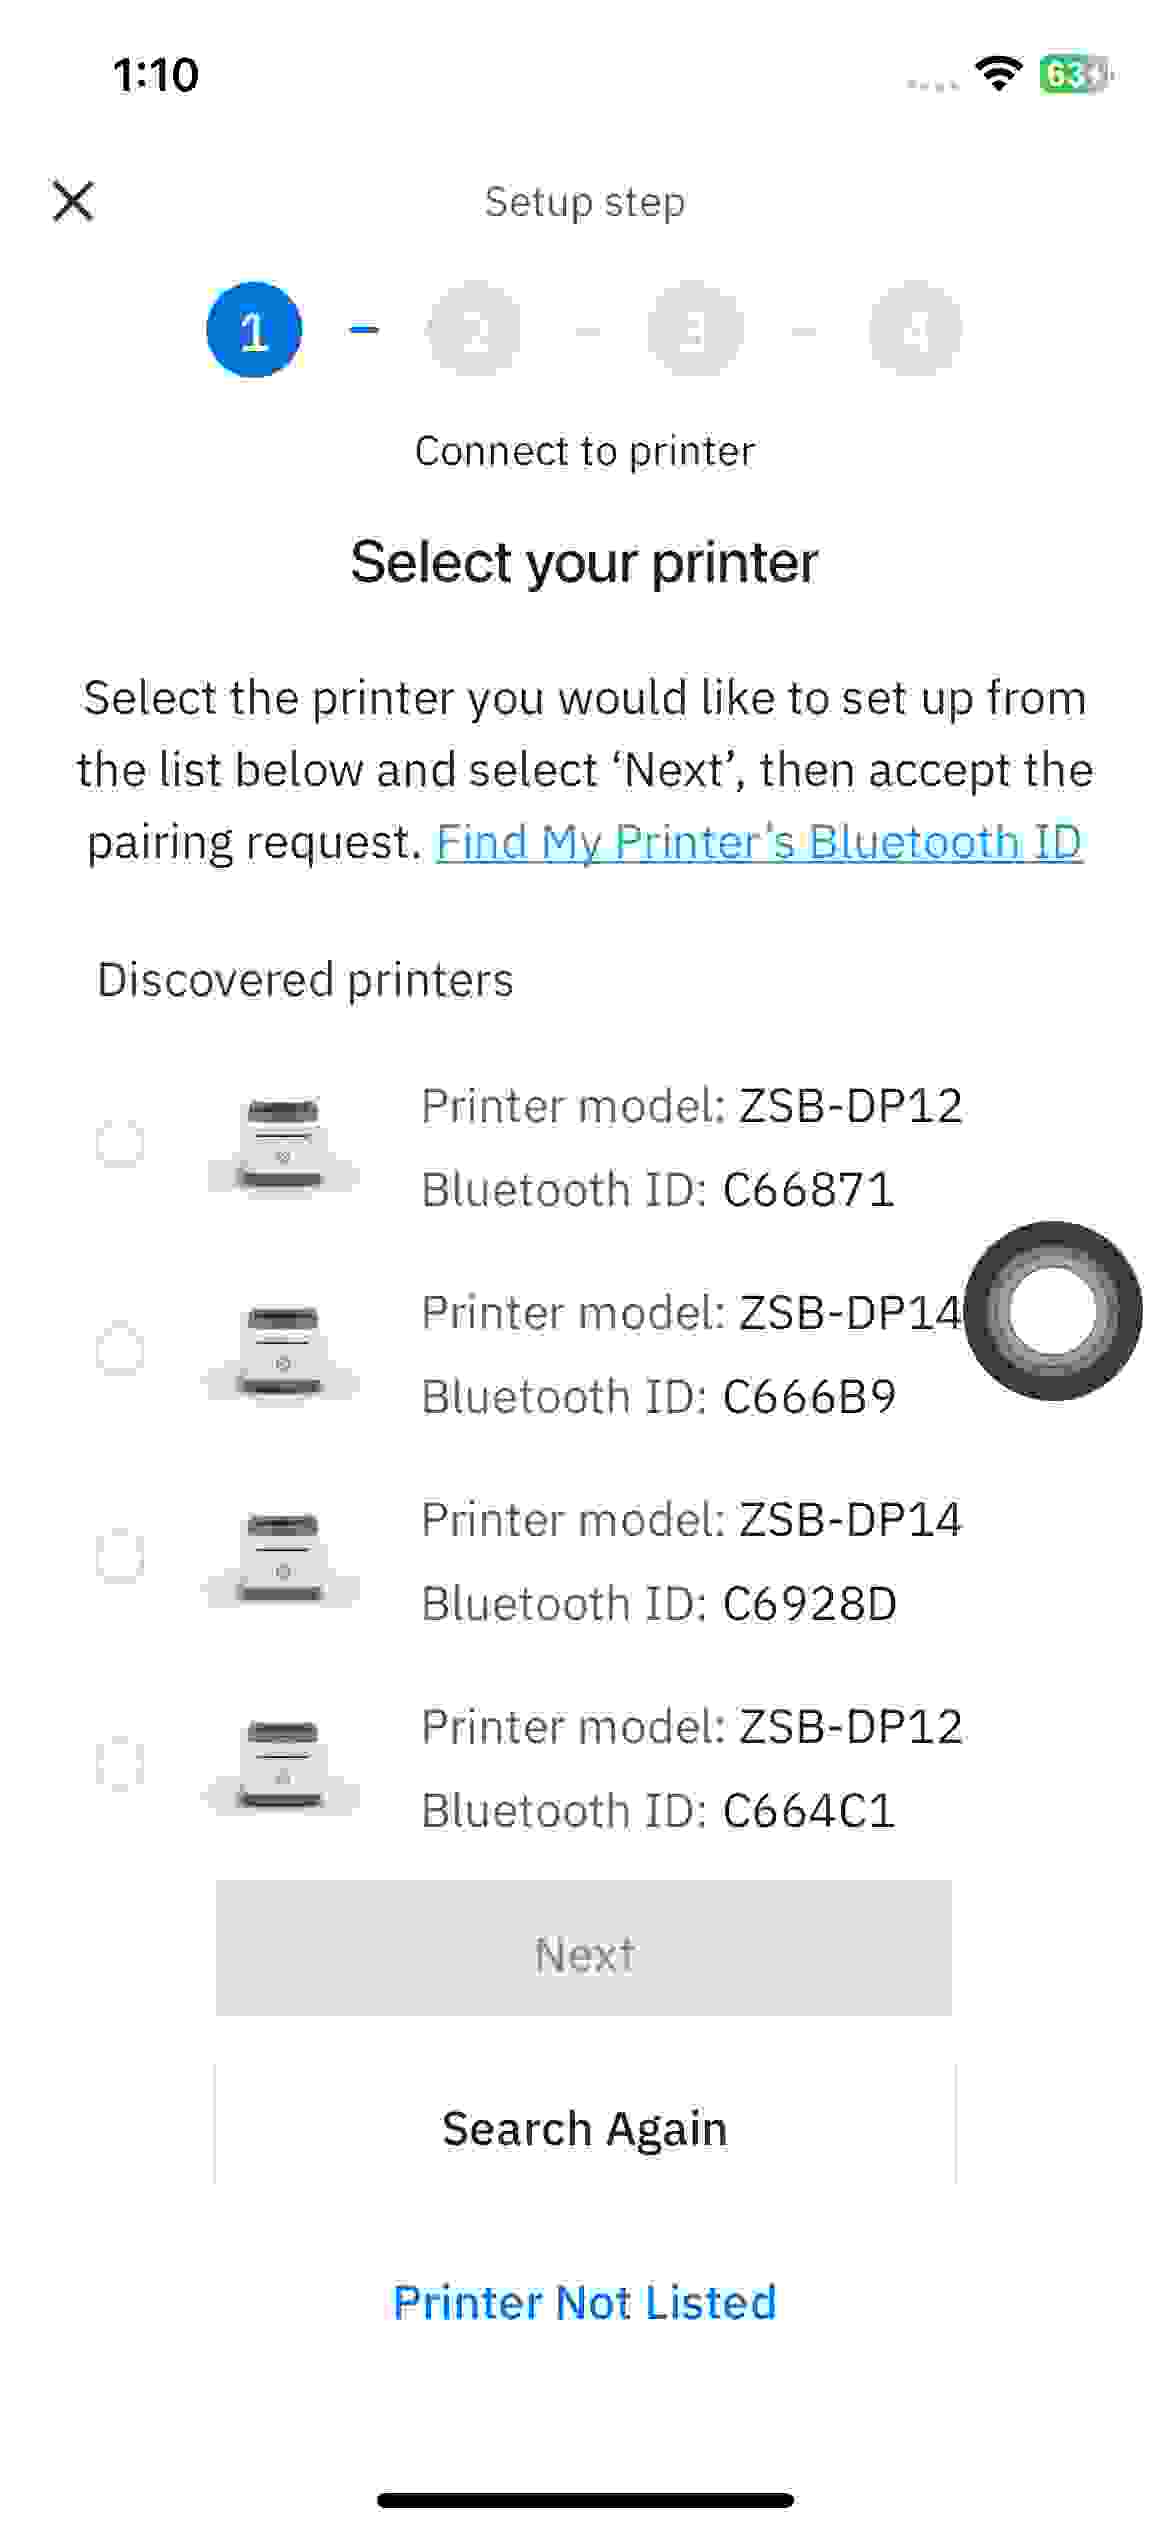 1:10
63
Setup step
1 - 2 - 3 - 4
Connect to printer
Select your printer
Select the printer you would like to set up from
the list below and select ‘Next’, then accept the
pairing request. Find My Printer's Bluetooth ID
Discovered printers
Printer model: ZSB-DP12
Bluetooth ID: C66871
Printer model: ZSB-DP14
Bluetooth ID: C666B9
Printer model: ZSB-DP14
Bluetooth ID: C6928D
Printer model: ZSB-DP12
Bluetooth ID: C664C1
Next
Search Again
Printer Not Listed